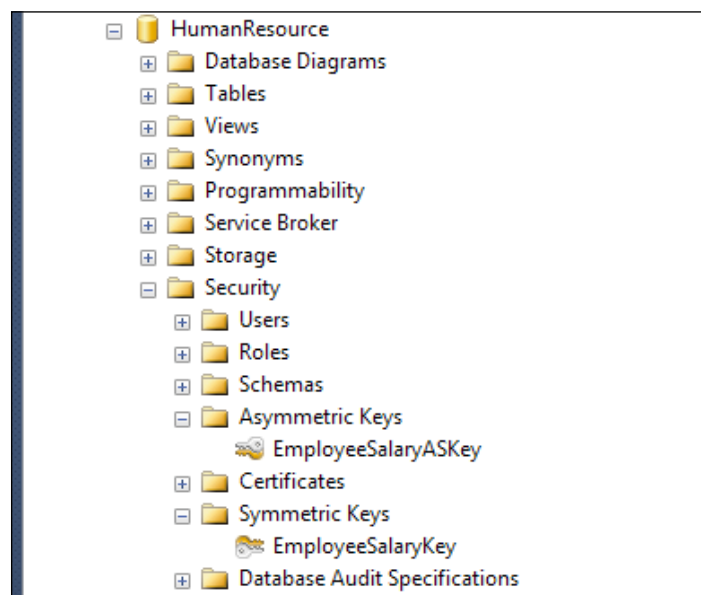 HumanResource
Database Diagrams
Tables
Views
Synonyms
Programmability
Service Broker
Storage
Security
Users
Roles
Schemas
Asymmetric Keys
EmployeeSalaryASKey
Certificates
Symmetric Keys
EmployeeSalaryKey
Database Audit Specifications